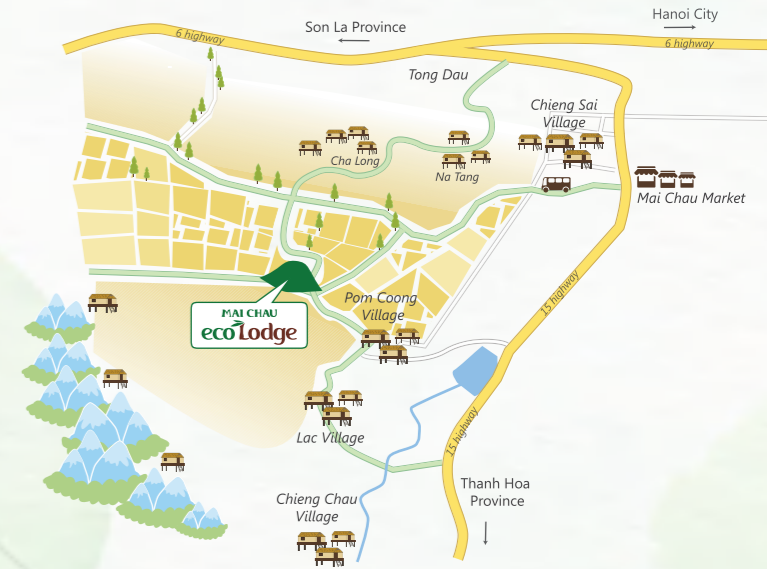 Hanoi City
Son La Province
6 highway
6 highway
Tong Dau
Chieng Sai
Village
Cha Long
Na Tang
Mai Chau Market
MAI CHAU
ecoLodge
Pom Coong
Village
15 highway
15 highway
Lac Village
Thanh Hoa
Province
Chieng Chau
Village